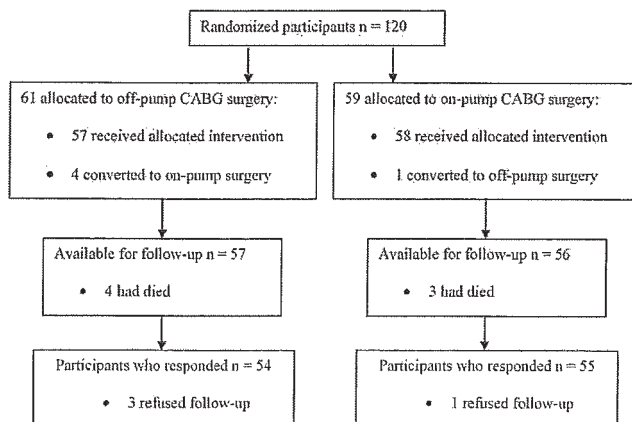 Randomized participants n = 120
61 allocated to off-pump CABG surgery:
• 57 received allocated intervention
• 4 converted to on-pump surgery
59 allocated to on-pump CABG surgery:
• 58 received allocated intervention
• 1 converted to off-pump surgery
Available for follow-up n = 57
• 4 had died
Available for follow-up n = 56
• 3 had died
Participants who responded n = 54
• 3 refused follow-up
Participants who responded n = 55
• 1 refused follow-up